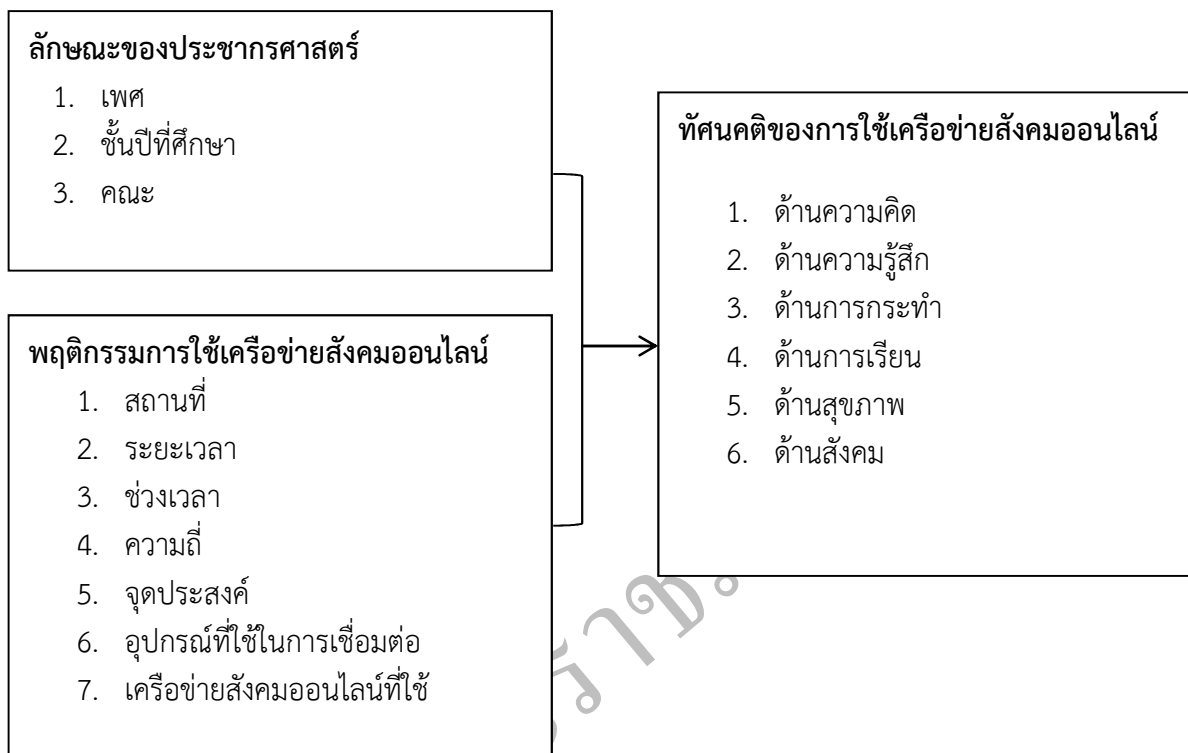 ลักษณะของประชากรศาสตร์
1. เพศ
2. ชั้นปีที่ศึกษา
3. คณะ
พฤติกรรมการใช้เครือข่ายสังคมออนไลน์
1. สถานที่
2. ระยะเวลา
3. ช่วงเวลา
4. ความถี่
5. จุดประสงค์
6. อุปกรณ์ที่ใช้ในการเชื่อมต่อ
7. เครือข่ายสังคมออนไลน์ที่ใช้
ทัศนคติของการใช้เครือข่ายสังคมออนไลน์
1. ด้านความคิด
2. ด้านความรู้สึก
3. ด้านการกระทำ
4. ด้านการเรียน
5. ด้านสุขภาพ
6. ด้านสังคม